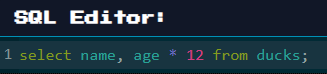 SQL Editor:
1 select name, age * 12 from ducks;